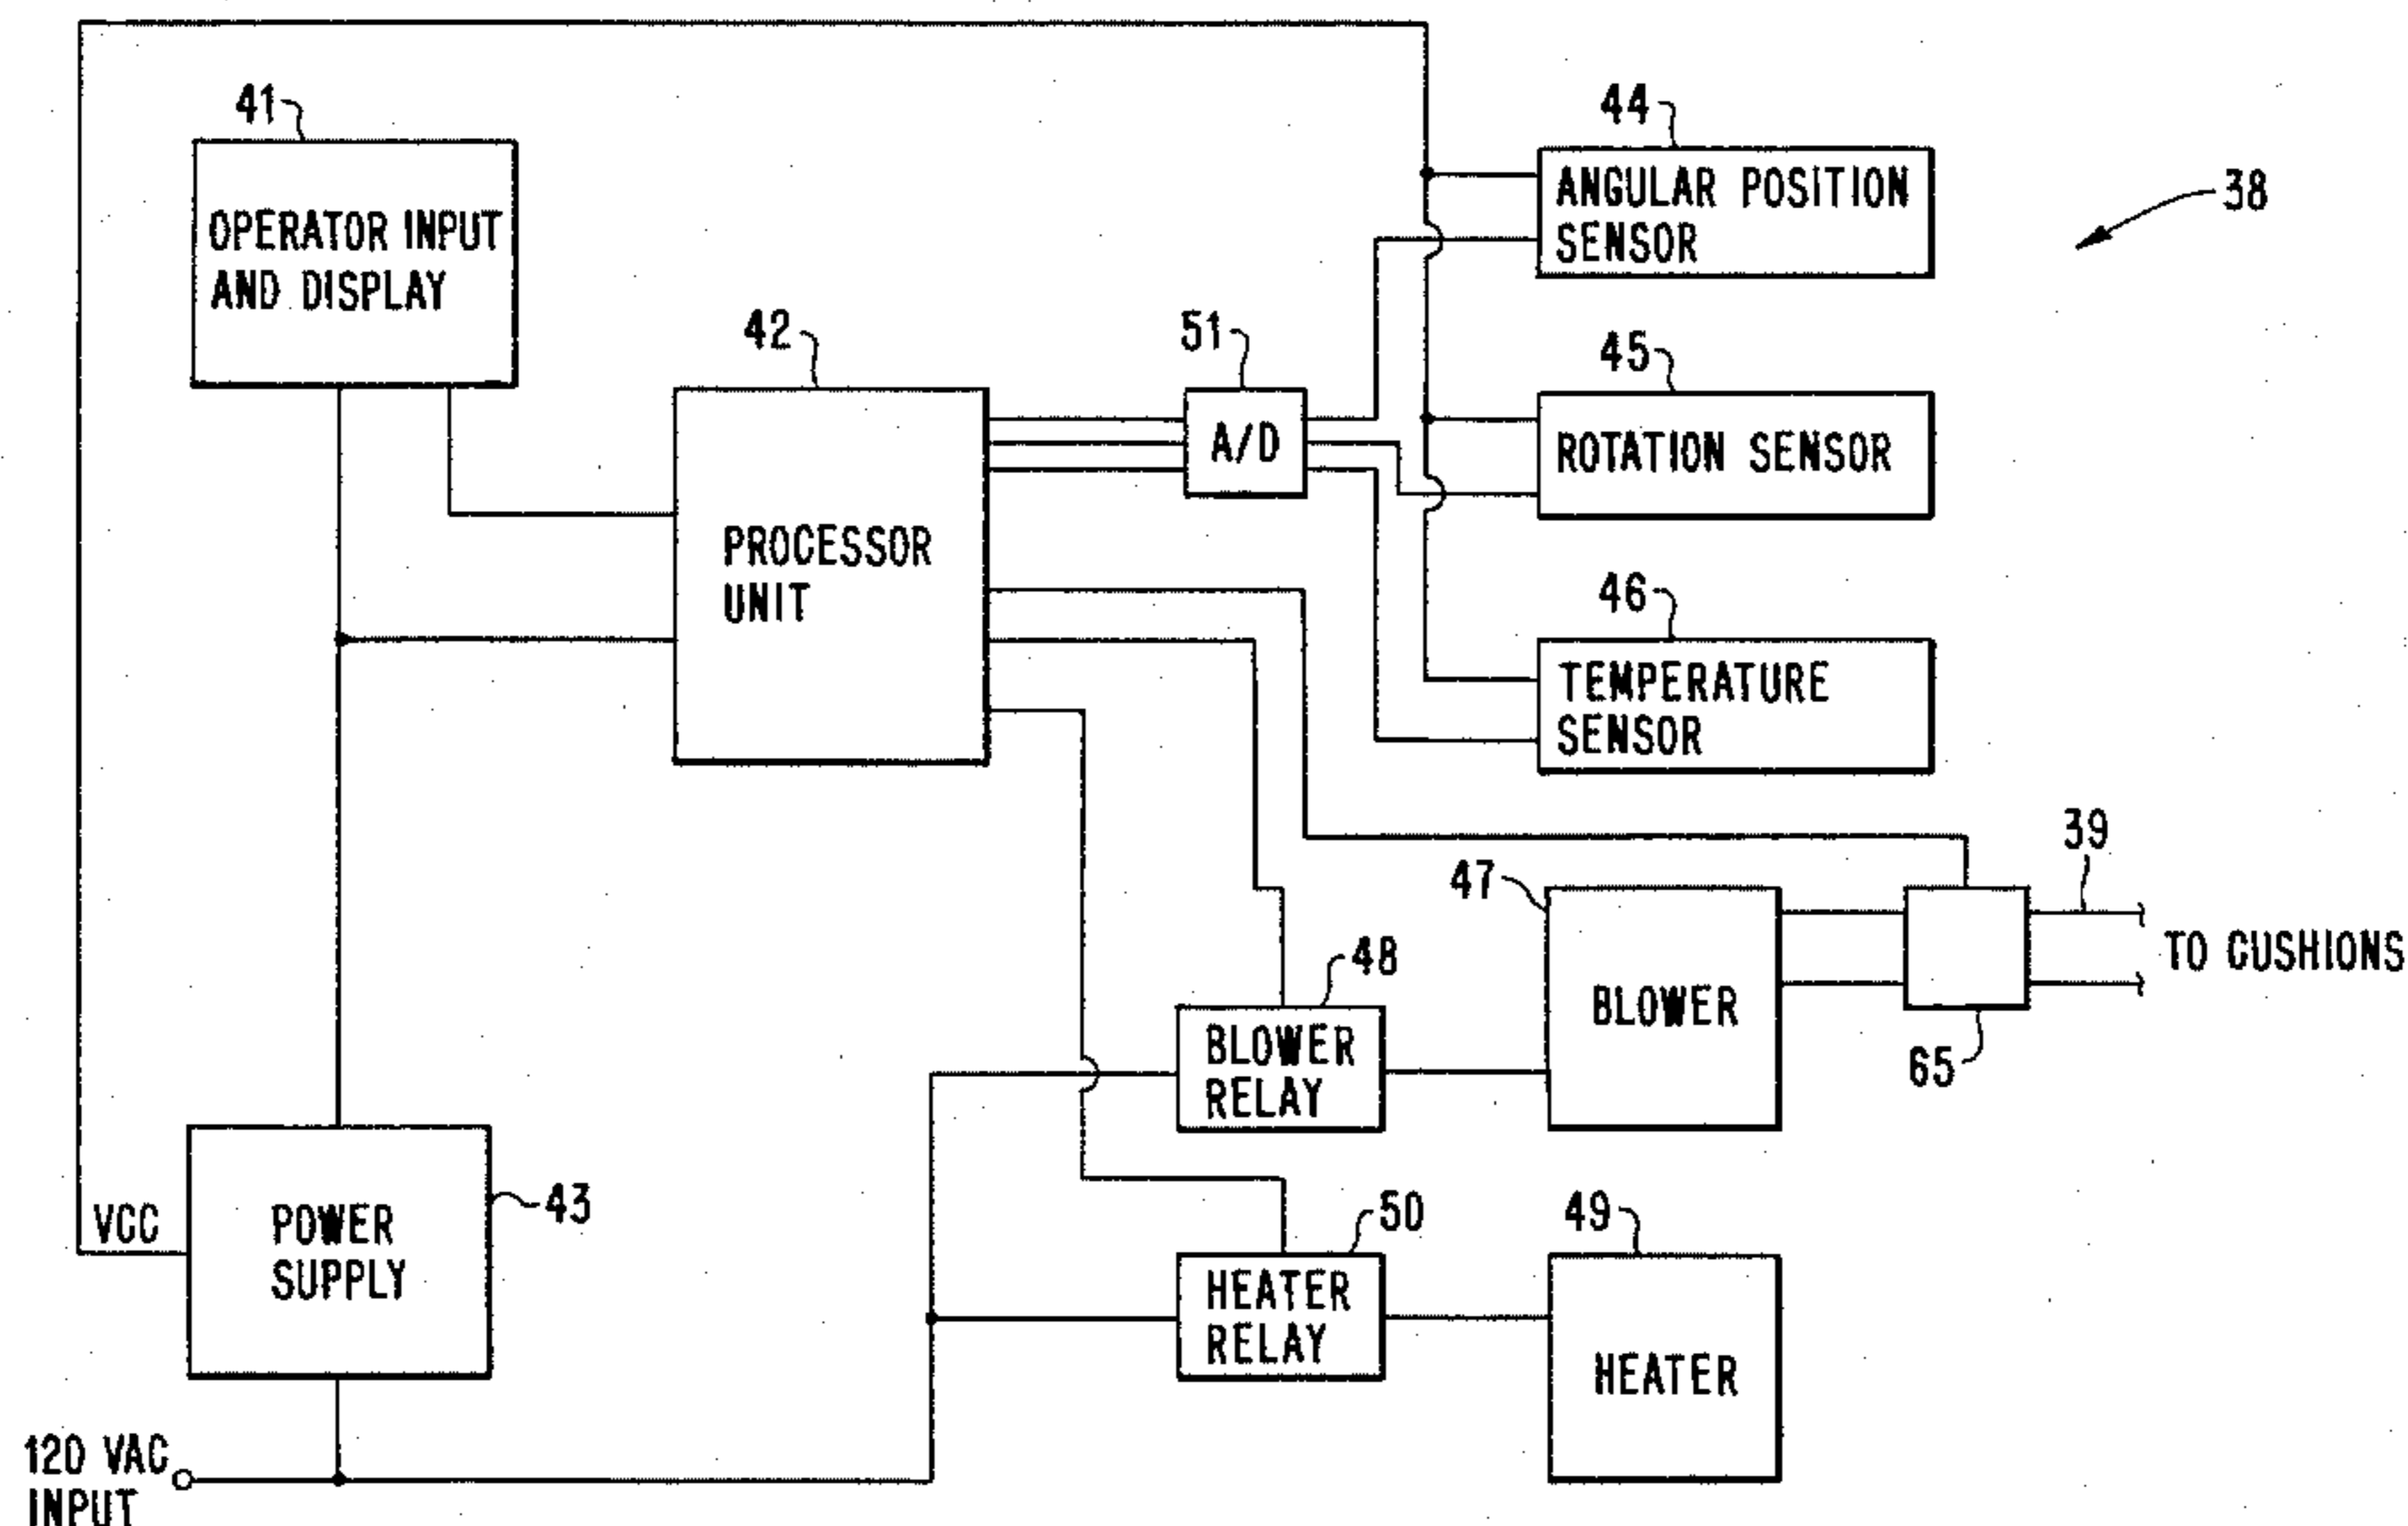 41
OPERATOR INPUT
AND DISPLAY
42
PROCESSOR
UNIT
51
A/D
44
ANGULAR POSITION
SENSOR
38
45
ROTATION SENSOR
46
TEMPERATURE
SENSOR
39
47
BLOWER
TO CUSHIONS
65
48
BLOWER
RELAY
VCC
POWER
SUPPLY
43
50
HEATER
RELAY
49
HEATER
120 VAC
INPUT